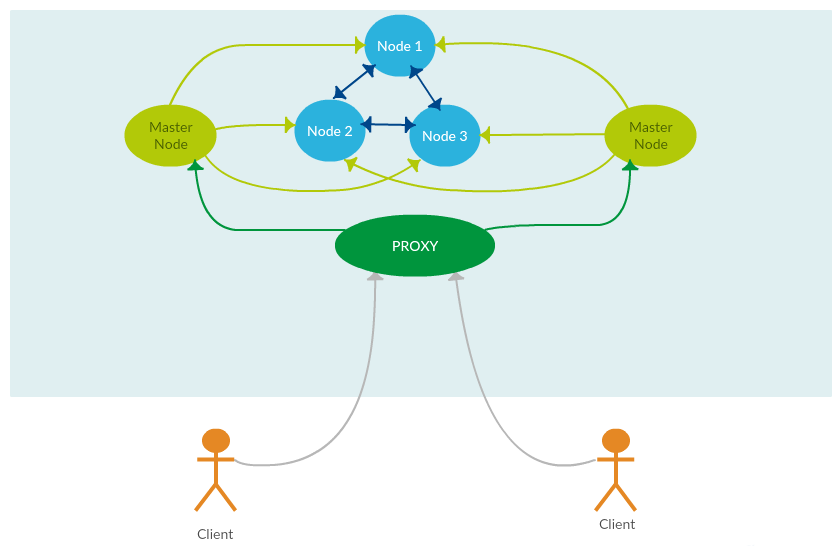 Node 1
Master
Node
Node 2
Node 3
Master
Node
PROXY
Client
Client